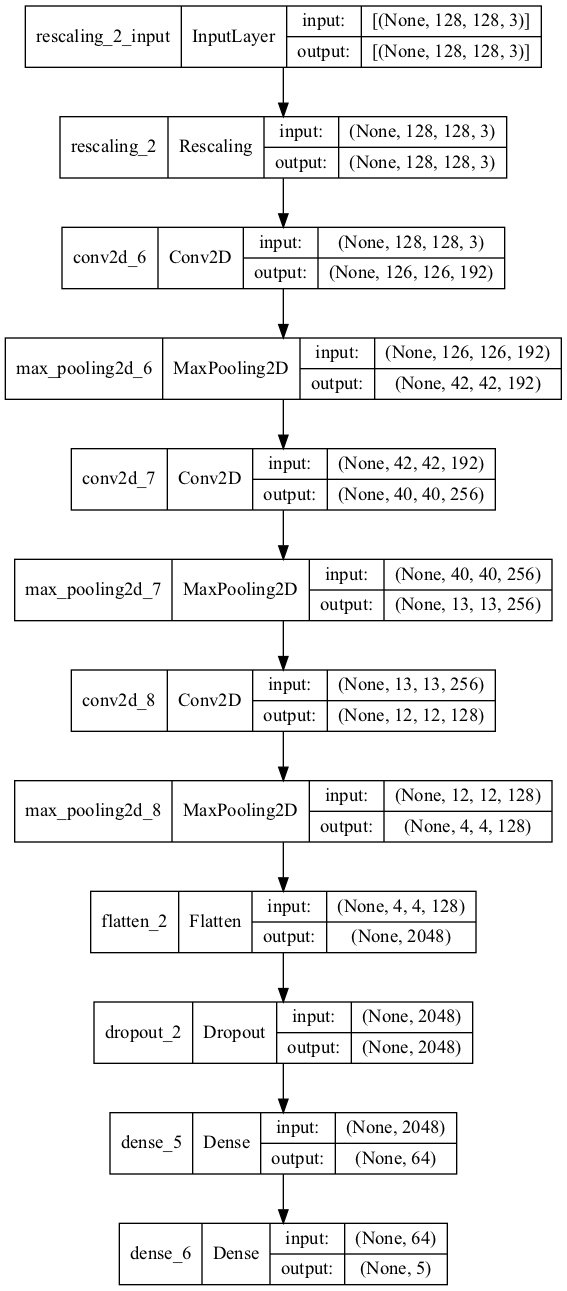 rescaling_2_input InputLayer input: [(None, 128, 128, 3)]
output: [(None, 128, 128, 3)]
rescaling_2 Rescaling input: (None, 128, 128, 3)
output: (None, 128, 128, 3)
conv2d_6 Conv2D input: (None, 128, 128, 3)
output: (None, 126, 126, 192)
max_pooling2d_6 MaxPooling2D input: (None, 126, 126, 192)
output: (None, 42, 42, 192)
conv2d_7 Conv2D input: (None, 42, 42, 192)
output: (None, 40, 40, 256)
max_pooling2d_7 MaxPooling2D input: (None, 40, 40, 256)
output: (None, 13, 13, 256)
conv2d_8 Conv2D input: (None, 13, 13, 256)
output: (None, 12, 12, 128)
max_pooling2d_8 MaxPooling2D input: (None, 12, 12, 128)
output: (None, 4, 4, 128)
flatten_2 Flatten input: (None, 4, 4, 128)
output: (None, 2048)
dropout_2 Dropout input: (None, 2048)
output: (None, 2048)
dense_5 Dense input: (None, 2048)
output: (None, 64)
dense_6 Dense input: (None, 64)
output: (None, 5)